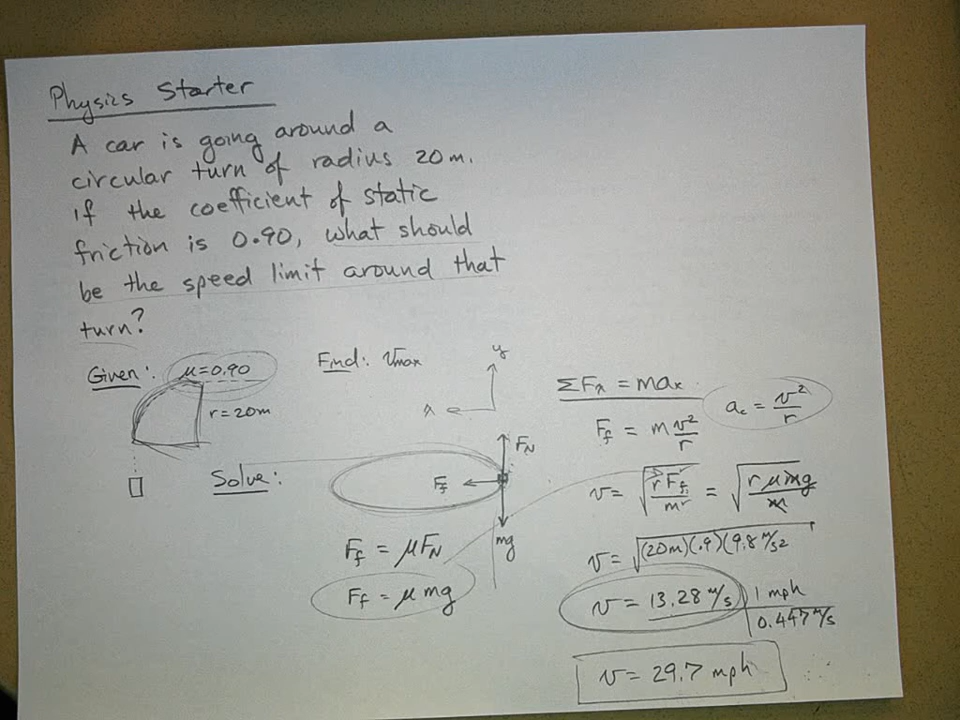 Physics Starter
A car is going around a
circular turn of radius 20m.
if the coefficient of static
friction is 0.90, what should
be the speed limit around that
turn?
Given: μ=0.90
r=20m
Find: vmax
y
x
Solve:
FN
Ff
mg
Ff = μFN
Ff = μmg
ΣFx = max
ac = v²/r
Ff = m v²/r
v = √(rFf/m) = √(rμmg/m)
v = √(20m)(.9)(9.8 m/s2
v = 13.28 m/s | 1 mph
0.447 m/s
v = 29.7 mph